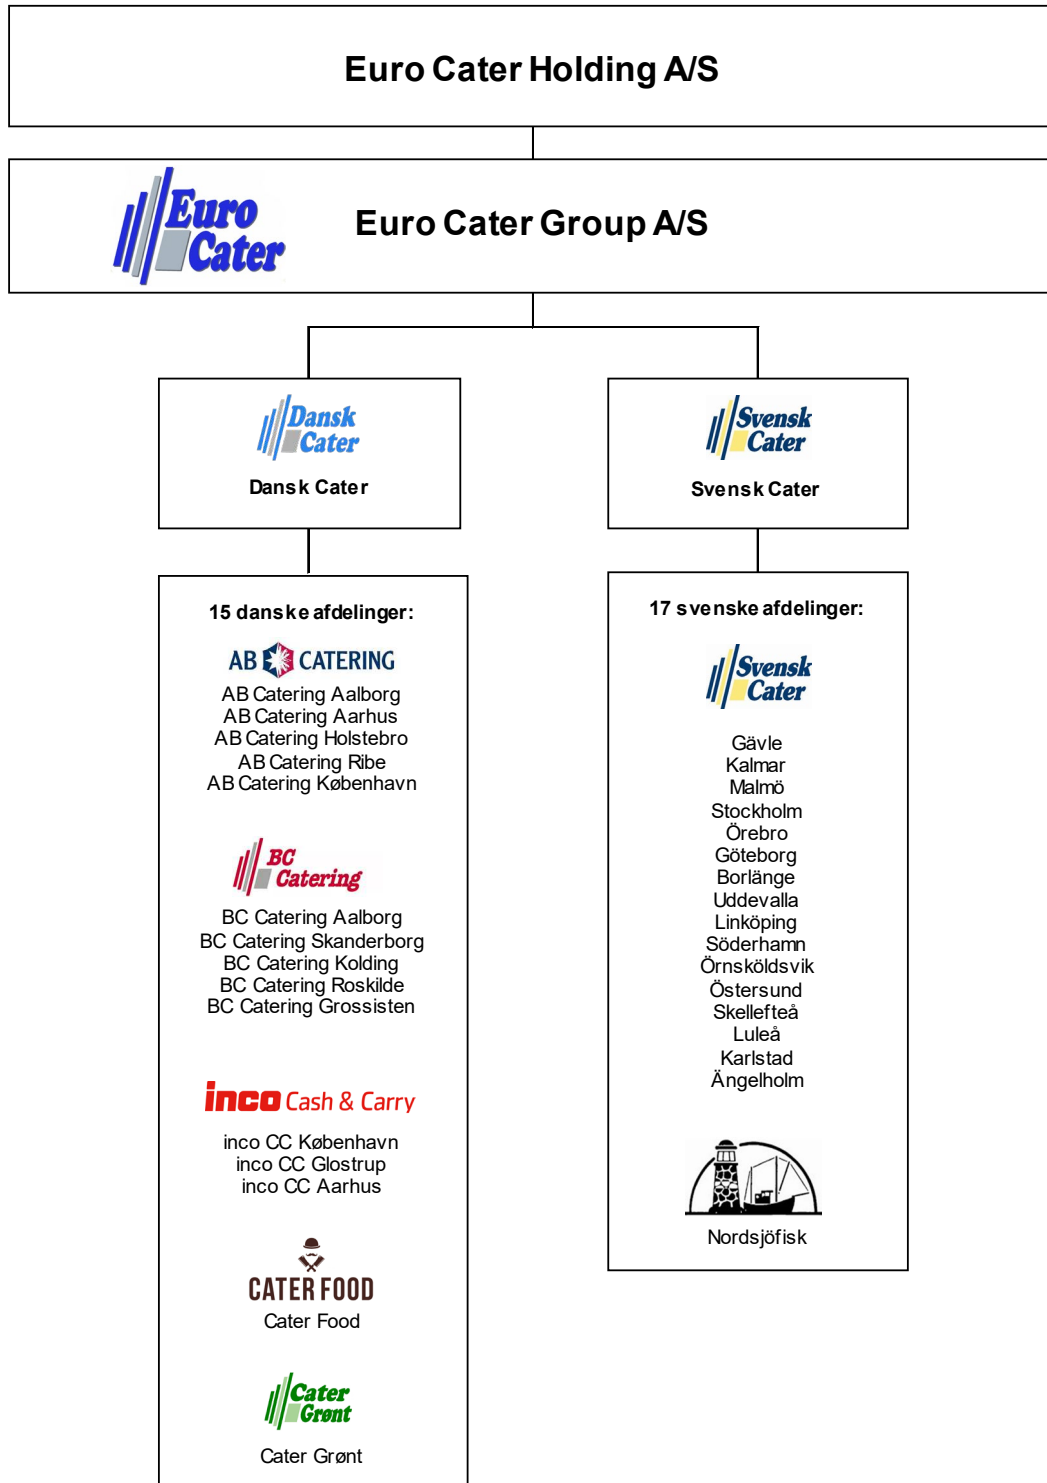 Euro Cater Holding A/S
Euro
Cater
Euro Cater Group A/S
Dansk
Cater
Dansk Cater
Svensk
Cater
Svensk Cater
15 danske afdelinger:
AB CATERING
AB Catering Aalborg
AB Catering Aarhus
AB Catering Holstebro
AB Catering Ribe
AB Catering København
BC
Catering
BC Catering Aalborg
BC Catering Skanderborg
BC Catering Kolding
BC Catering Roskilde
BC Catering Grossisten
inco Cash & Carry
inco CC København
inco CC Glostrup
inco CC Aarhus
CATER FOOD
Cater Food
Cater
Grønt
Cater Grønt
17 svenske afdelinger:
Svensk
Cater
Gävle
Kalmar
Malmö
Stockholm
Örebro
Göteborg
Borlänge
Uddevalla
Linköping
Söderhamn
Örnsköldsvik
Östersund
Skellefteå
Luleå
Karlstad
Ängelholm
Nordsjöfisk